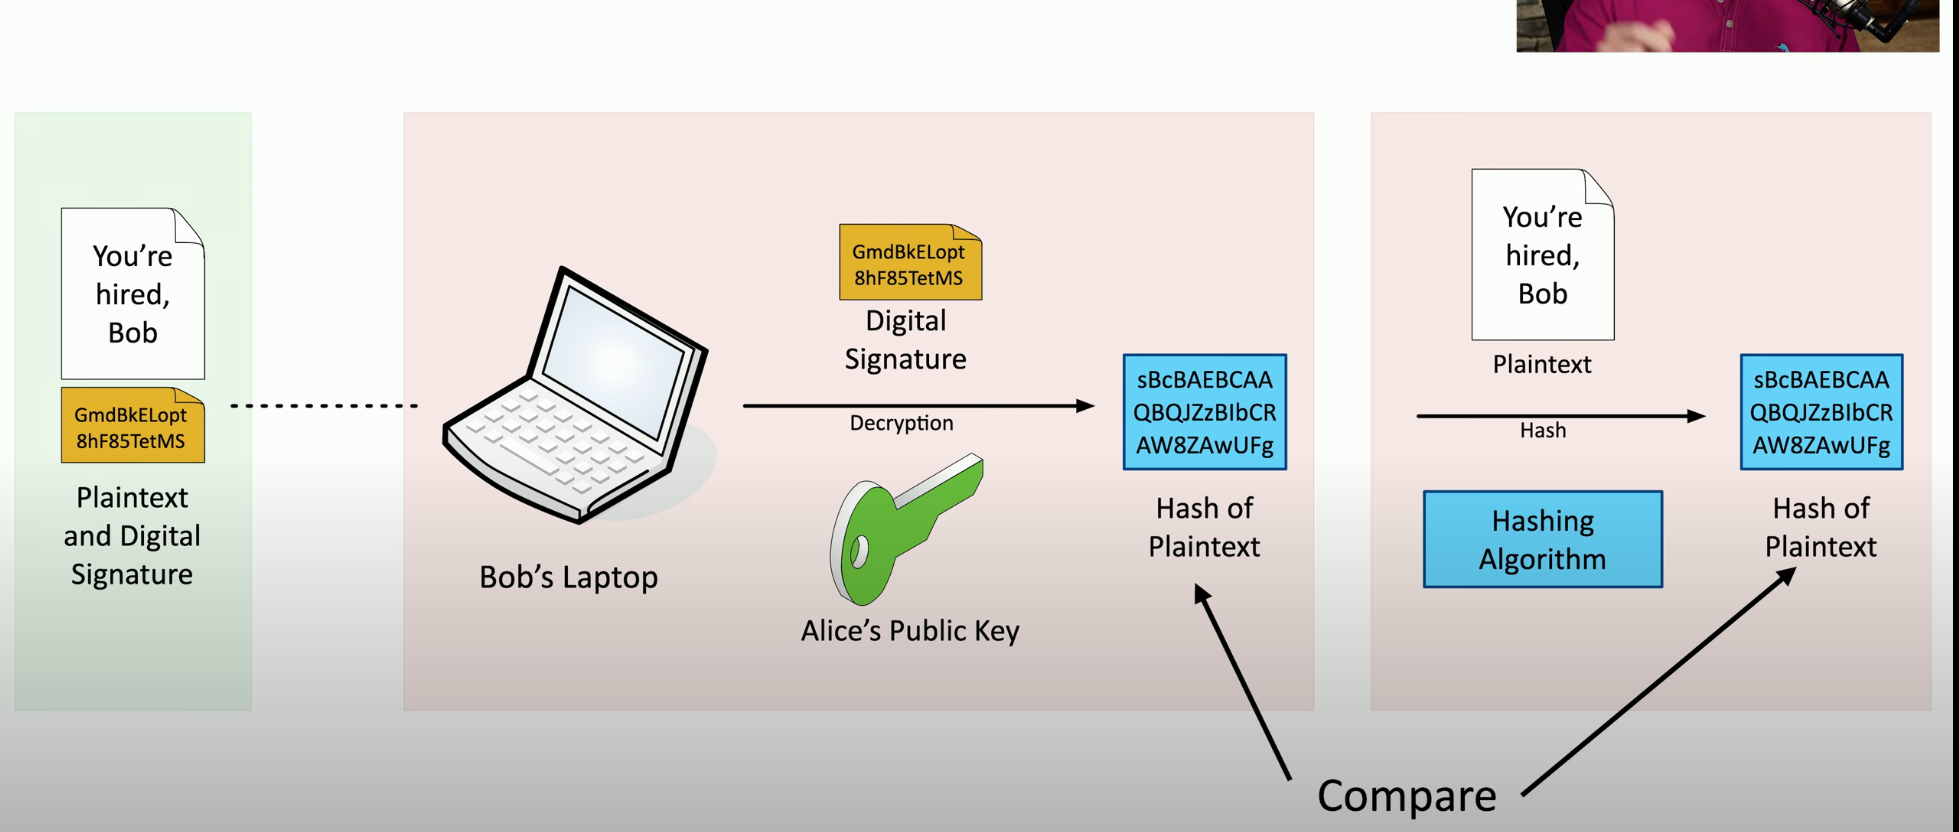 You're
hired,
Bob
GmdBkELopt
8hF85TetMS
Plaintext
and Digital
Signature
Bob's Laptop
GmdBkELopt
8hF85TetMS
Digital
Signature
Decryption
Alice's Public Key
sBcBAEBCAA
QBQJZzBIbCR
AW8ZAwUFg
Hash of
Plaintext
You're
hired,
Bob
Plaintext
Hash
Hashing
Algorithm
sBcBAEBCAA
QBQJZzBIbCR
AW8ZAwUFg
Hash of
Plaintext
Compare